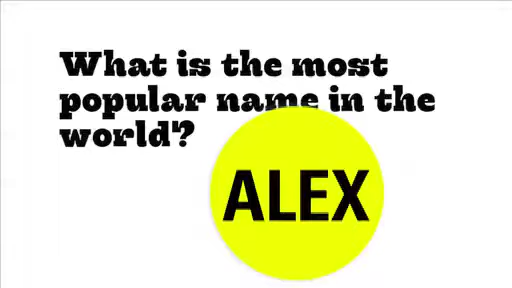 What is the most
popular name in the
world'?
ALEX